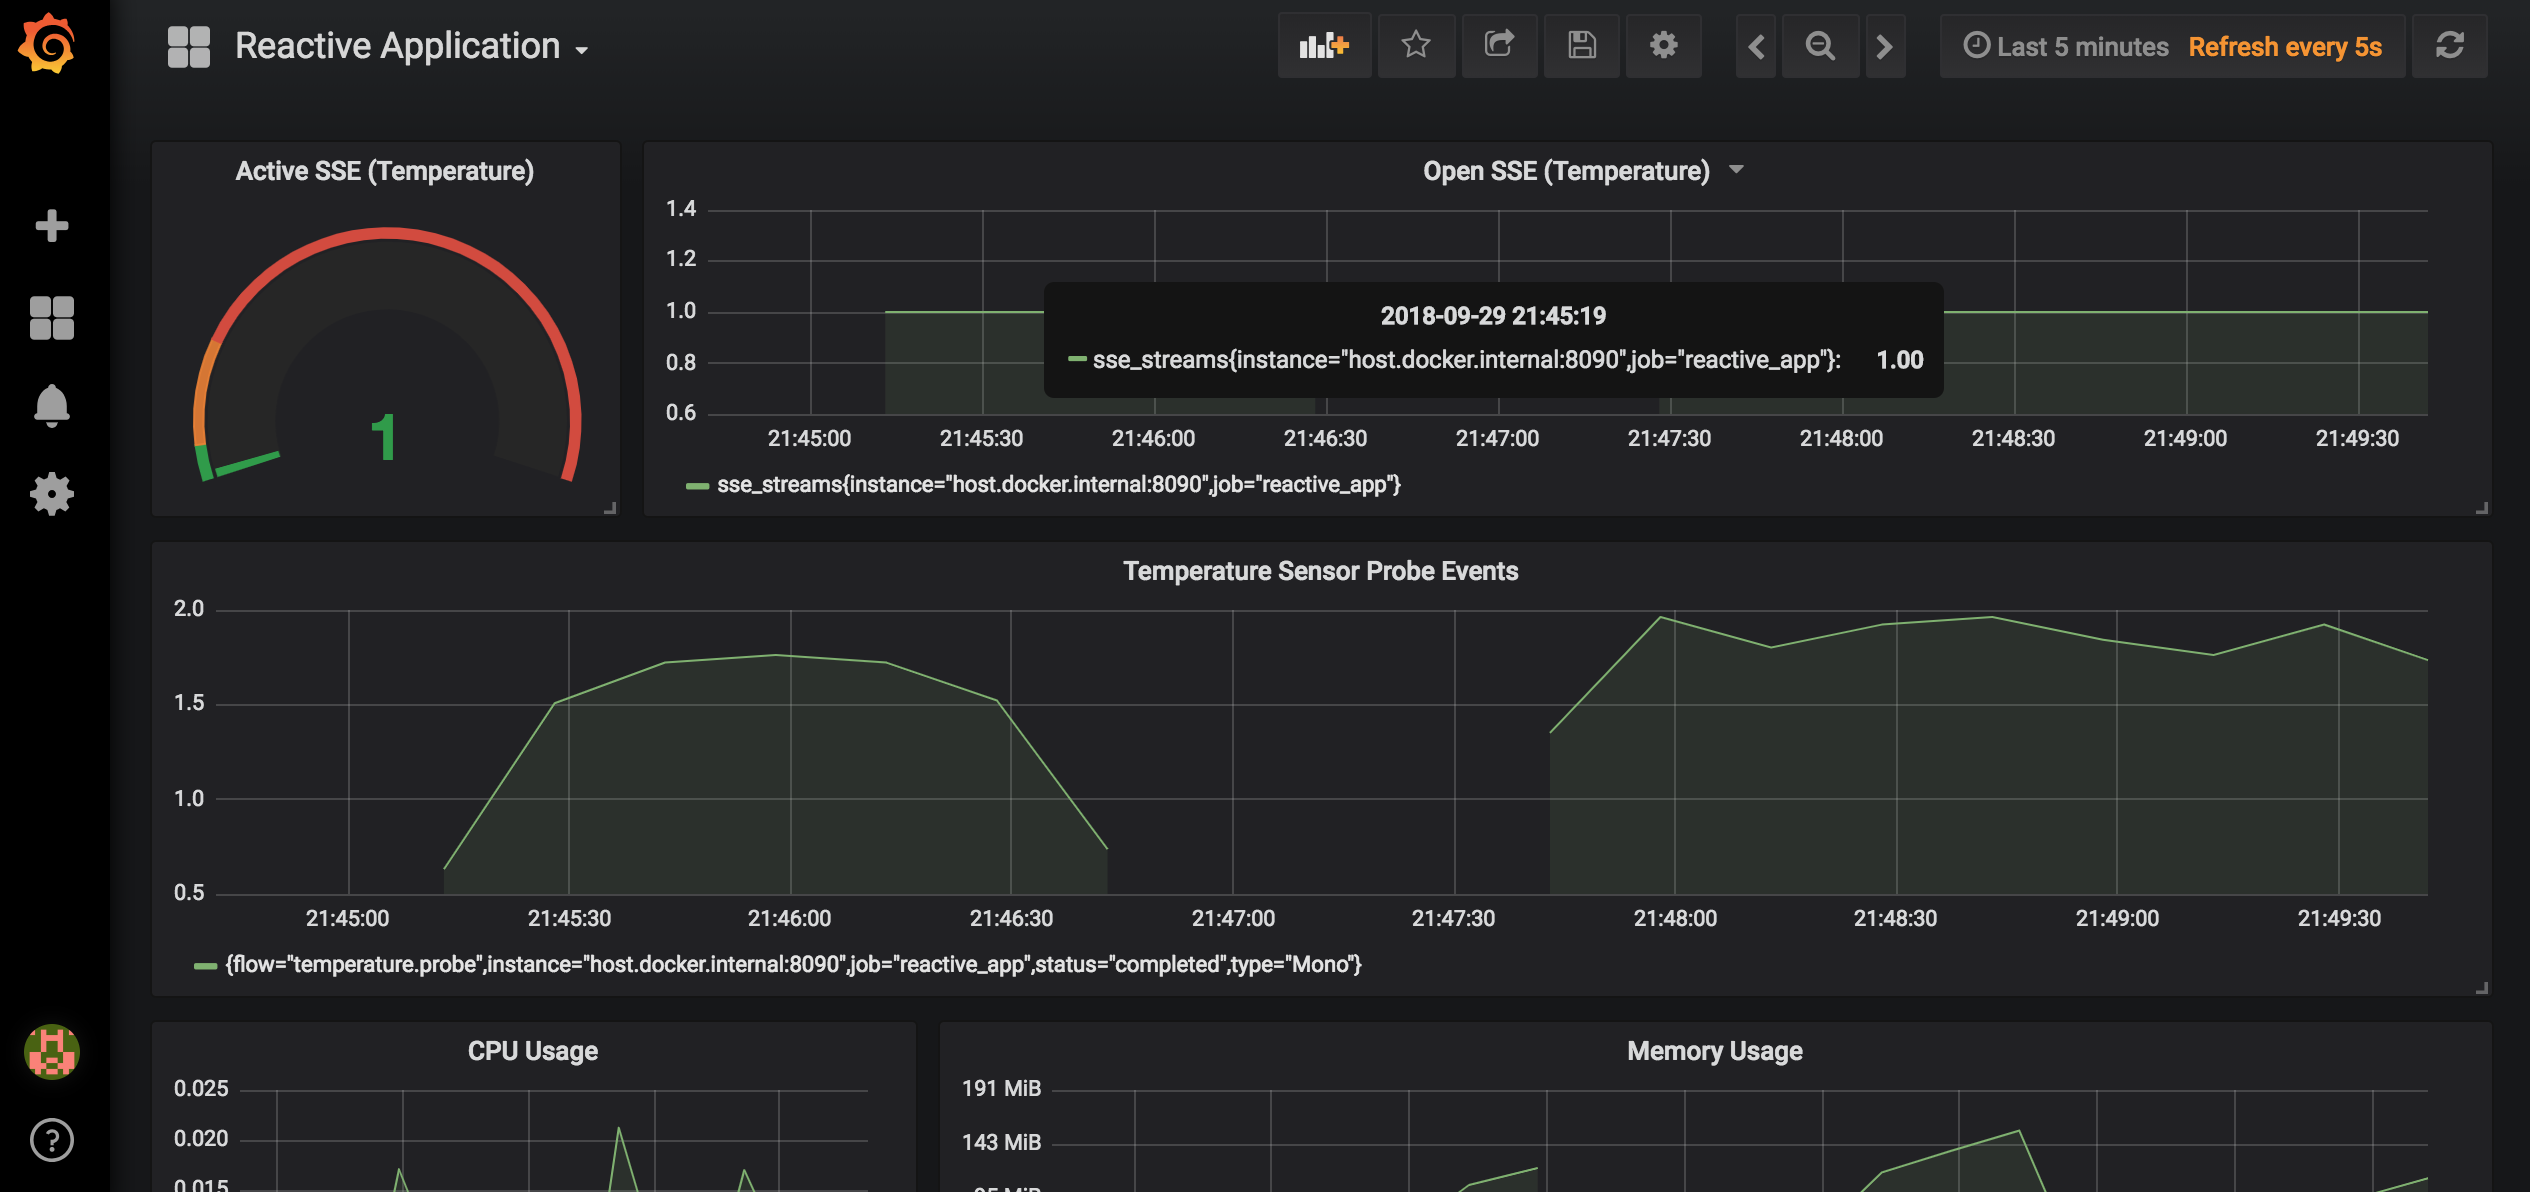 Reactive Application
Last 5 minutes Refresh every 5s
Active SSE (Temperature)
1
Open SSE (Temperature)
1.4
1.2
1.0
0.8
0.6
2018-09-29 21:45:19
sse_streams{instance="host.docker.internal:8090",job="reactive_app"}: 1.00
21:45:00 21:45:30 21:46:00 21:46:30 21:47:00 21:47:30 21:48:00 21:48:30 21:49:00 21:49:30
sse_streams{instance="host.docker.internal:8090",job="reactive_app"}
Temperature Sensor Probe Events
2.0
1.5
1.0
0.5
21:45:00 21:45:30 21:46:00 21:46:30 21:47:00 21:47:30 21:48:00 21:48:30 21:49:00 21:49:30
{flow="temperature.probe",instance="host.docker.internal:8090",job="reactive_app",status="completed",type="Mono"}
CPU Usage
0.025
0.020
0.015
Memory Usage
191 MiB
143 MiB